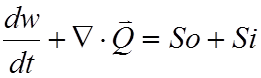 dw/dt + ∇ · Q⃗ = So + Si